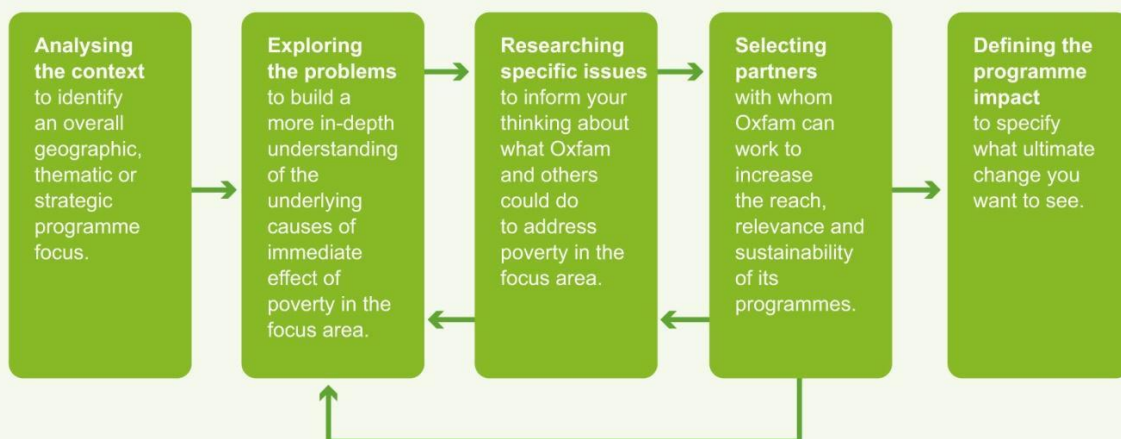 Analysing
the context
to identify
an overall
geographic,
thematic or
strategic
programme
focus.
Exploring
the problems
to build a
more in-depth
understanding
of the
underlying
causes of
immediate
effect of
poverty in the
focus area.
Researching
specific issues
to inform your
thinking about
what Oxfam
and others
could do
to address
poverty in the
focus area.
Selecting
partners
with whom
Oxfam can
work to
increase
the reach,
relevance and
sustainability
of its
programmes.
Defining the
programme
impact
to specify
what ultimate
change you
want to see.